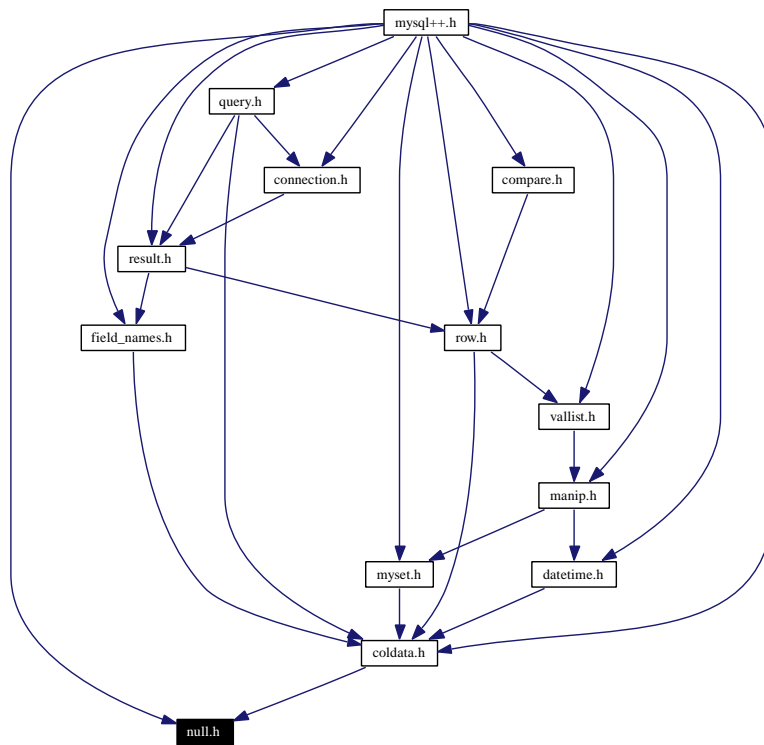 mysql++.h
query.h
connection.h
compare.h
result.h
field_names.h
row.h
vallist.h
manip.h
myset.h
datetime.h
coldata.h
null.h